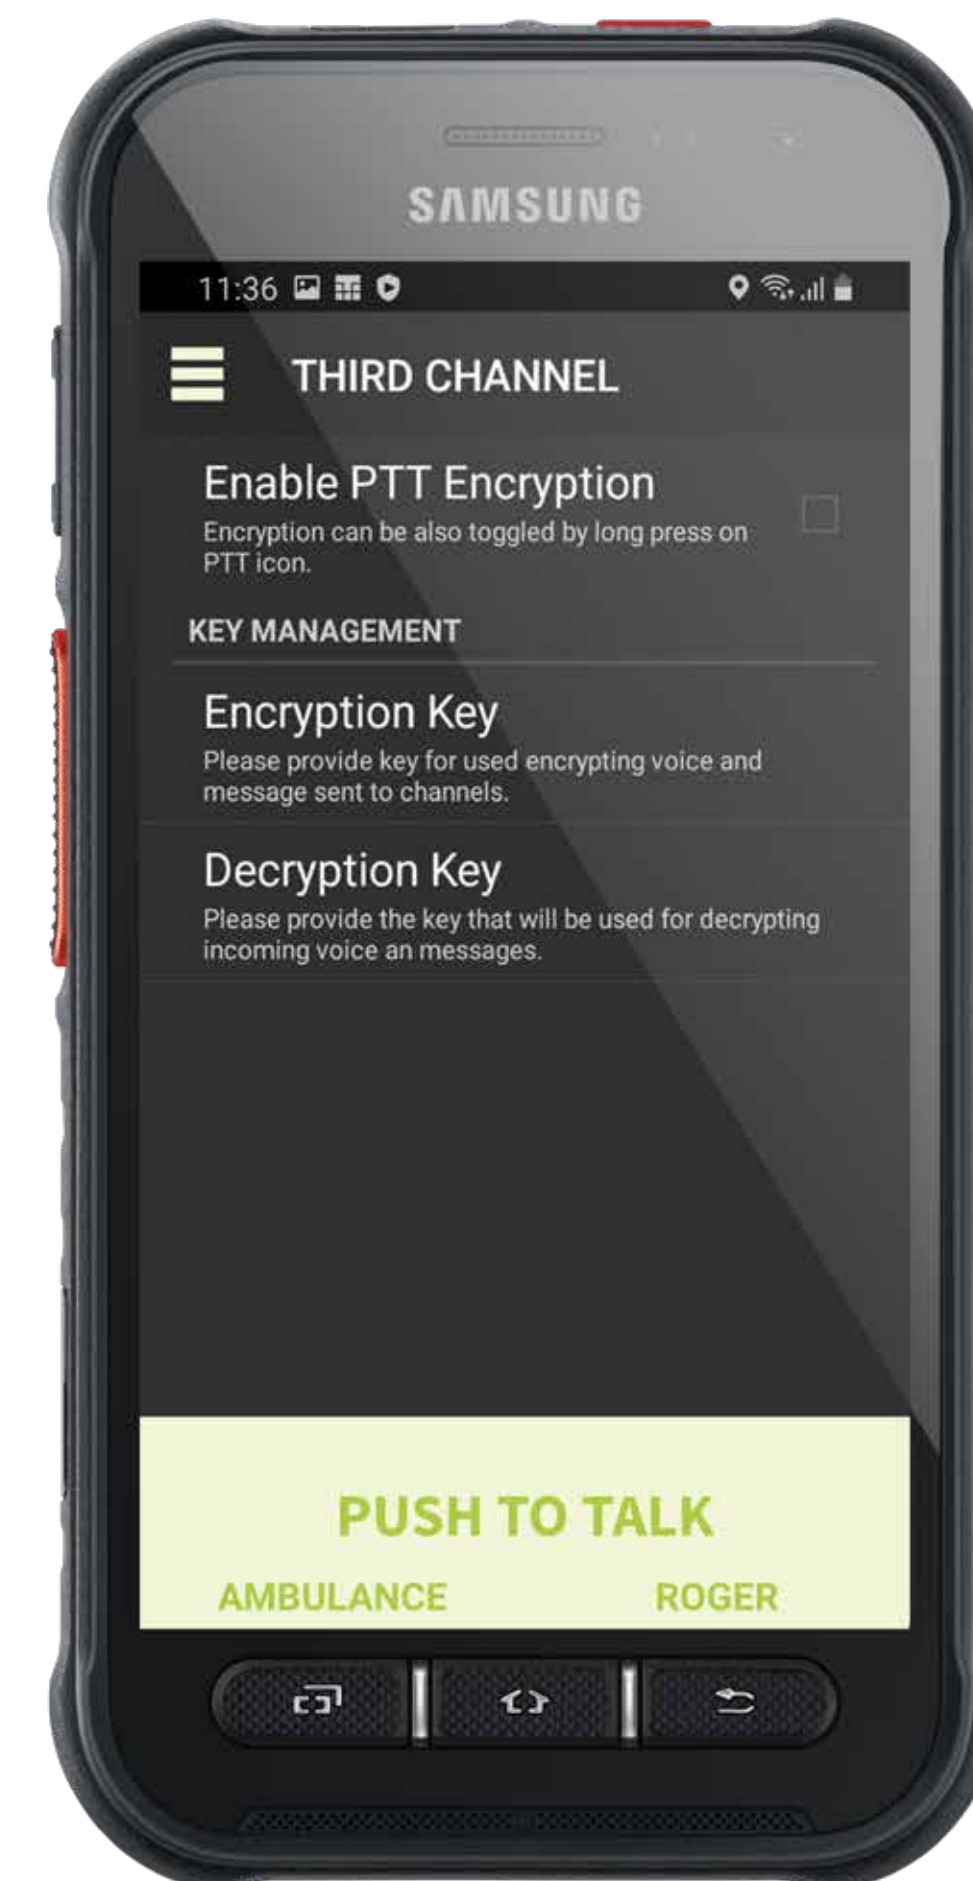 SAMSUNG
11:36
THIRD CHANNEL
Enable PTT Encryption
Encryption can be also toggled by long press on
PTT icon.
KEY MANAGEMENT
Encryption Key
Please provide key for used encrypting voice and
message sent to channels.
Decryption Key
Please provide the key that will be used for decrypting
incoming voice an messages.
PUSH TO TALK
AMBULANCE
ROGER